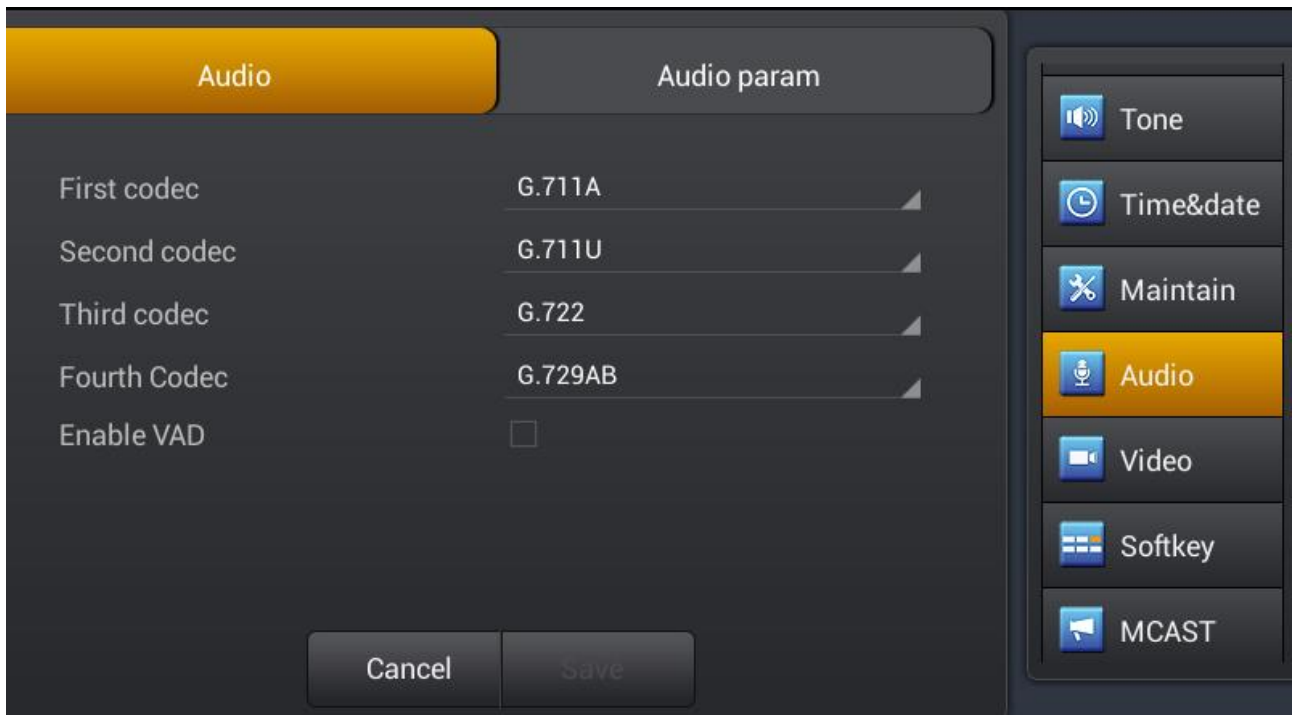 Audio
Audio param
First codec
G.711A
Second codec
G.711U
Third codec
G.722
Fourth Codec
G.729AB
Enable VAD
Cancel
Save
Tone
Time&date
Maintain
Audio
Video
Softkey
MCAST